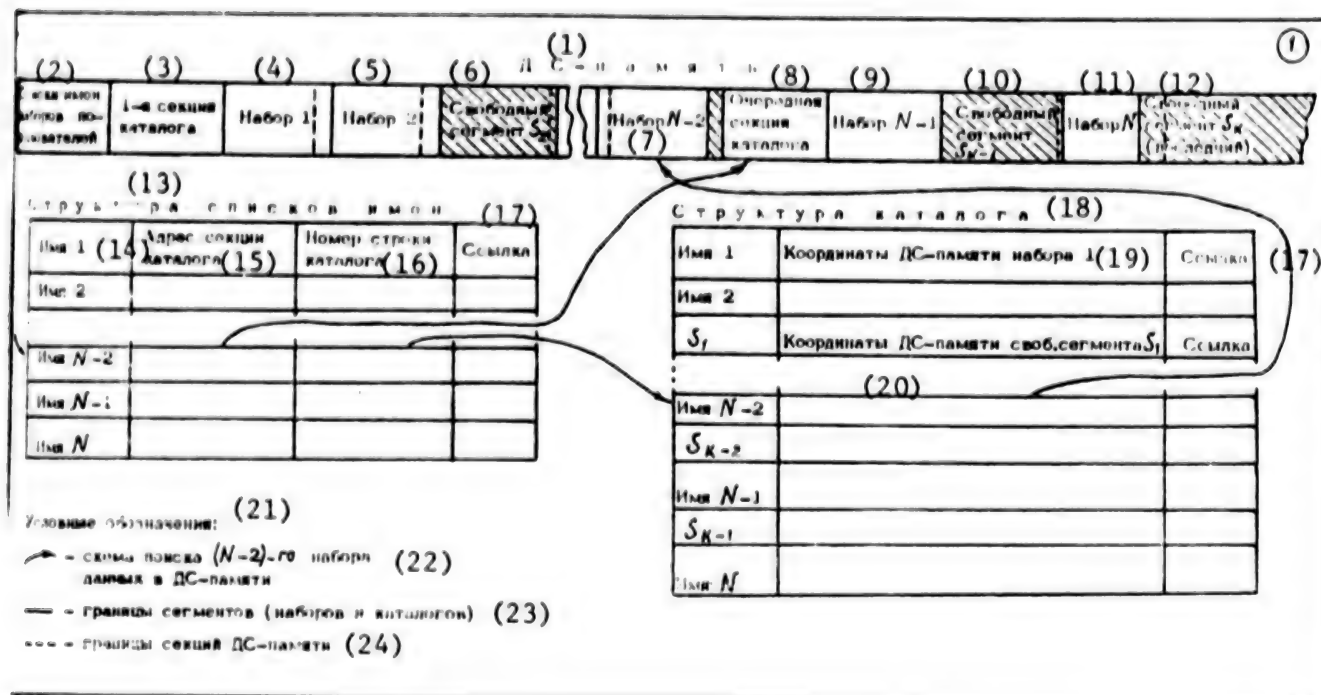 (1)
①
ДС-память
(2) (3) (4) (5) (6) (8) (9) (10) (11) (12)
имен
1-я секция
каталога
Набор 1
Набор 2
Свободный
сегмент
Набор N-2
(7)
Очередная
секция
каталога
Набор N-1
Свободный
сегмент
S K-1
Набор N
Свободный
сегмент S K
(последний)
(13)
Структура списков имен (17)
Имя 1 (14) Адрес секции каталога (15) Номер строки каталога (16) Ссылка
Имя 2
Имя N-2
Имя N-1
Имя N
Структура каталога (18)
Имя 1 Координаты ДС-памяти набора 1 (19) Ссылка (17)
Имя 2
S1 Координаты ДС-памяти своб.сегмента S1 Ссылка
(20)
Имя N-2
S K-2
Имя N-1
S K-1
Имя N
Условные обозначения: (21)
- схема поиска (N-2)-го набора (22)
данных в ДС-памяти
- границы сегментов (наборов и каталогов) (23)
- границы секций ДС-памяти (24)